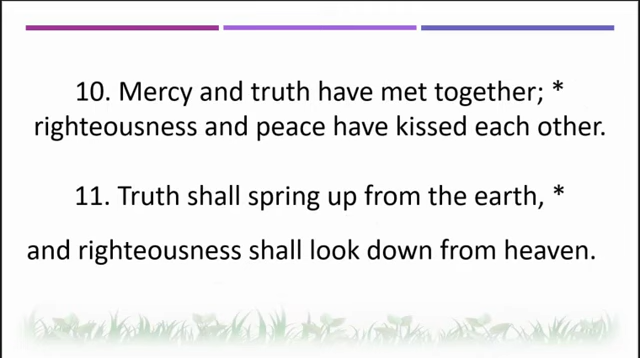 10. Mercy and truth have met together; *
righteousness and peace have kissed each other.
11. Truth shall spring up from the earth, *
and righteousness shall look down from heaven.